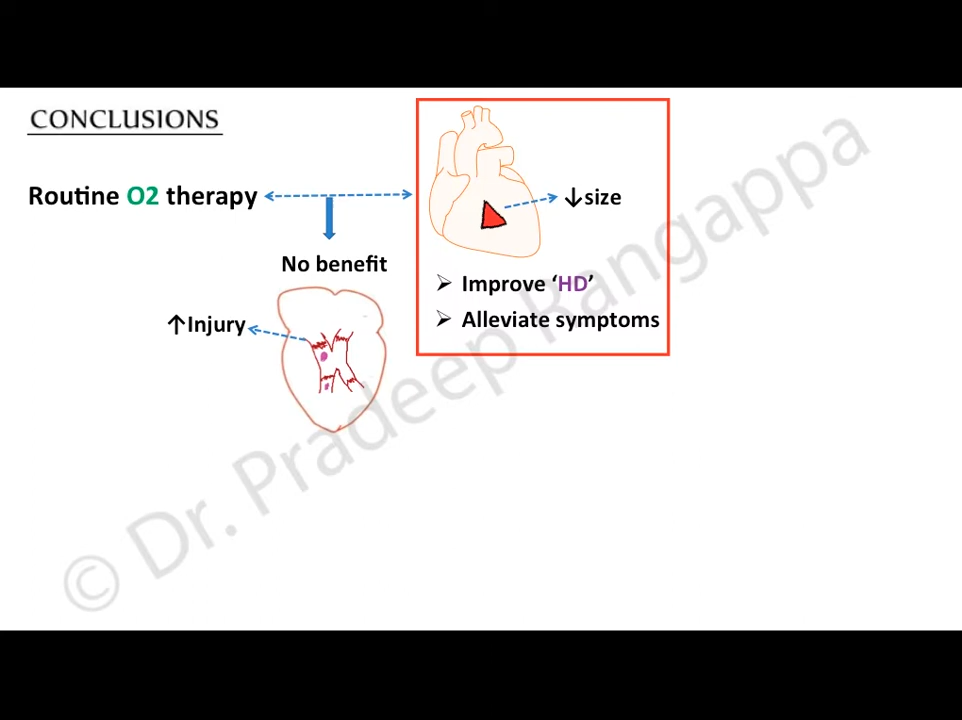 CONCLUSIONS
Routine O2 therapy
↓size
No benefit
➢ Improve ‘HD’
➢ Alleviate symptoms
↑Injury
© Dr. Pradeep Rangappa